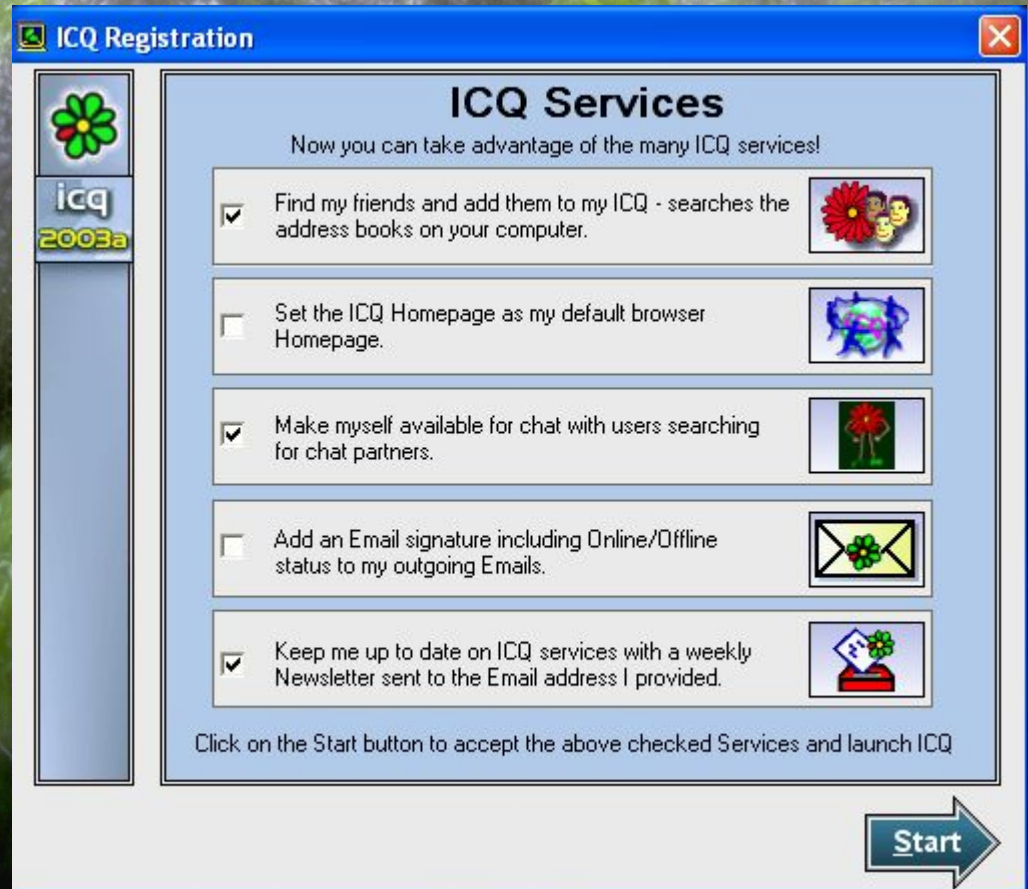 ICQ Registration
icq
2003a
ICQ Services
Now you can take advantage of the many ICQ services!
Find my friends and add them to my ICQ - searches the
address books on your computer.
Set the ICQ Homepage as my default browser
Homepage.
Make myself available for chat with users searching
for chat partners.
Add an Email signature including Online/Offline
status to my outgoing Emails.
Keep me up to date on ICQ services with a weekly
Newsletter sent to the Email address I provided.
Click on the Start button to accept the above checked Services and launch ICQ
Start